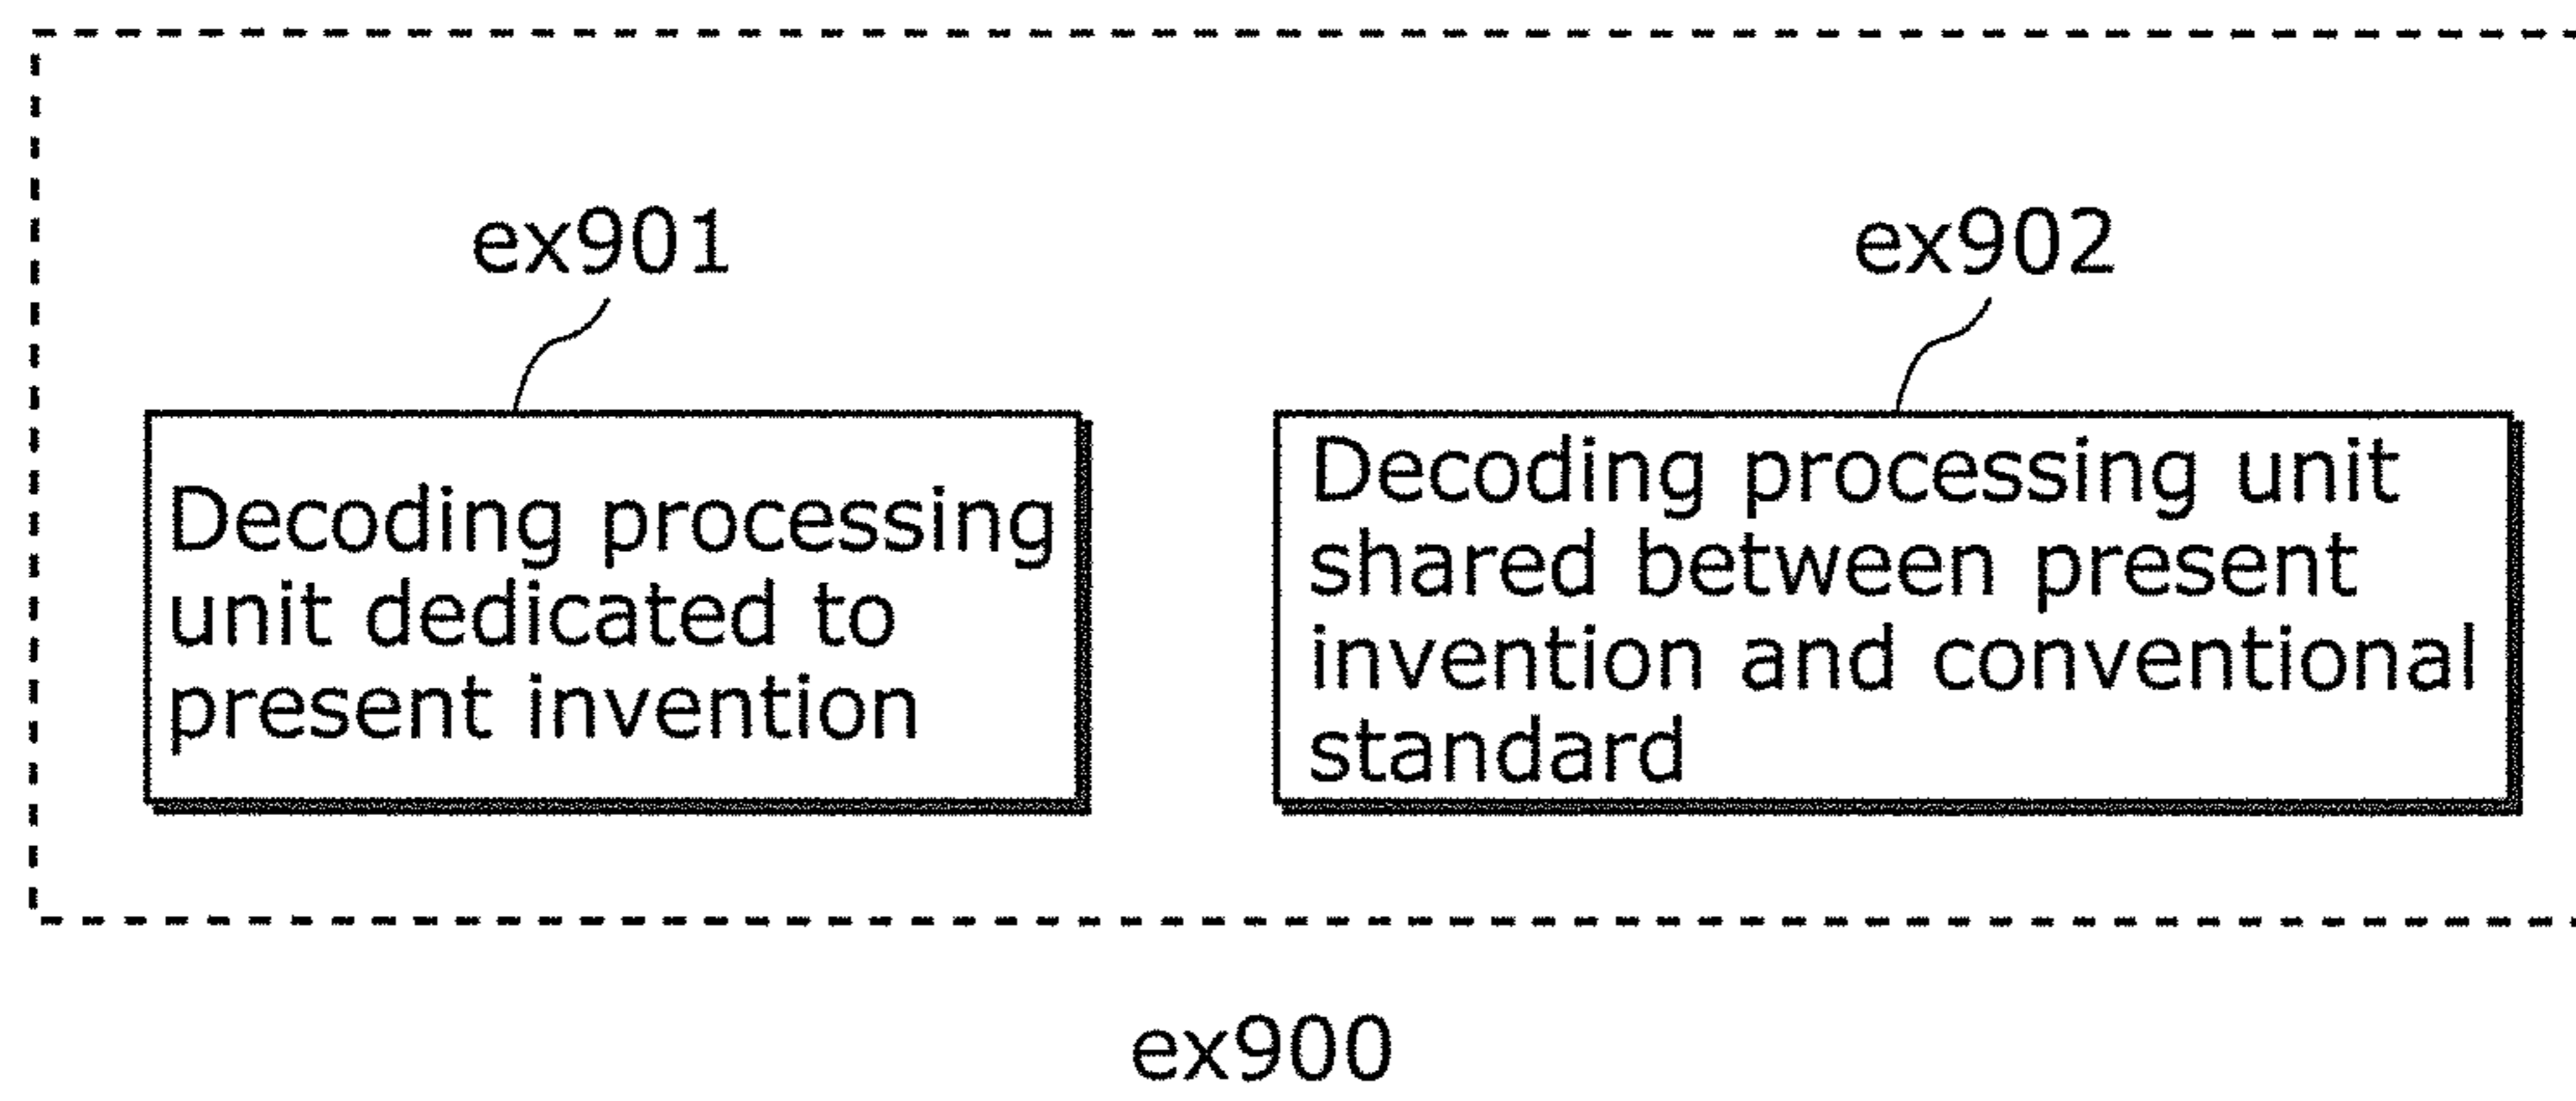 ex901
ex902
Decoding processing
unit dedicated to
present invention
Decoding processing unit
shared between present
invention and conventional
standard
ex900